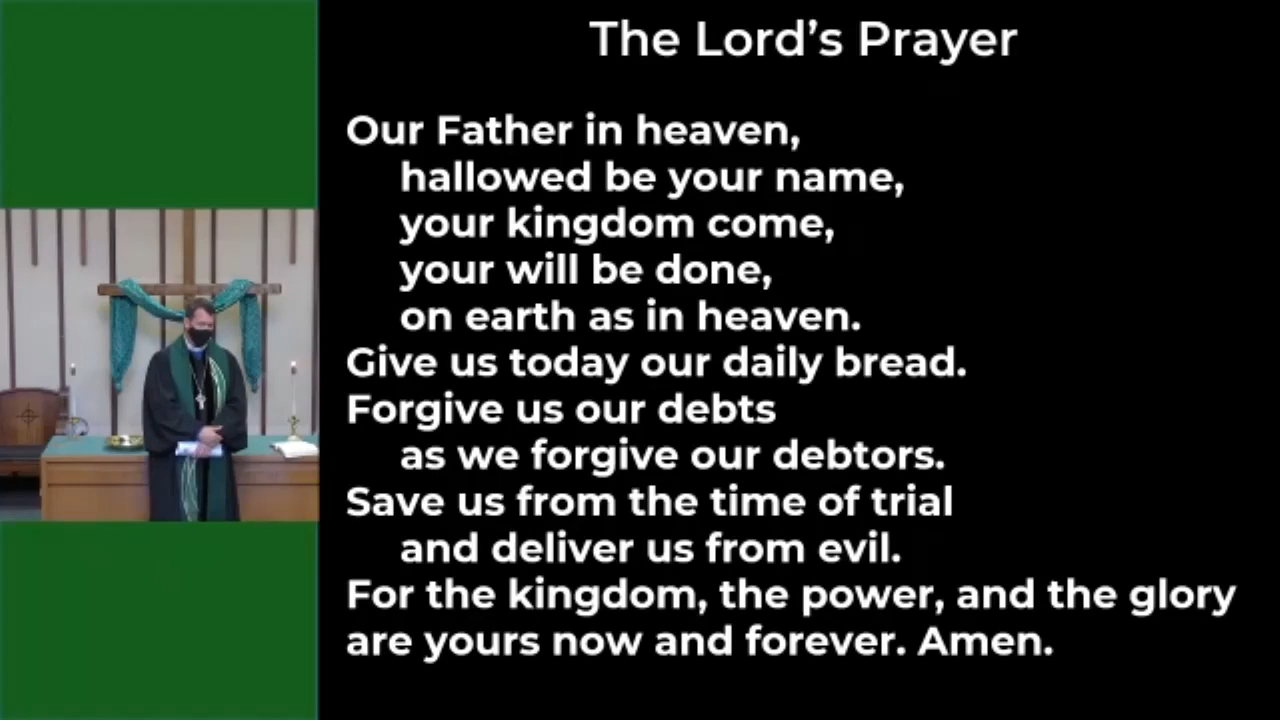 The Lord’s Prayer
Our Father in heaven,
hallowed be your name,
your kingdom come,
your will be done,
on earth as in heaven.
Give us today our daily bread.
Forgive us our debts
as we forgive our debtors.
Save us from the time of trial
and deliver us from evil.
For the kingdom, the power, and the glory
are yours now and forever. Amen.